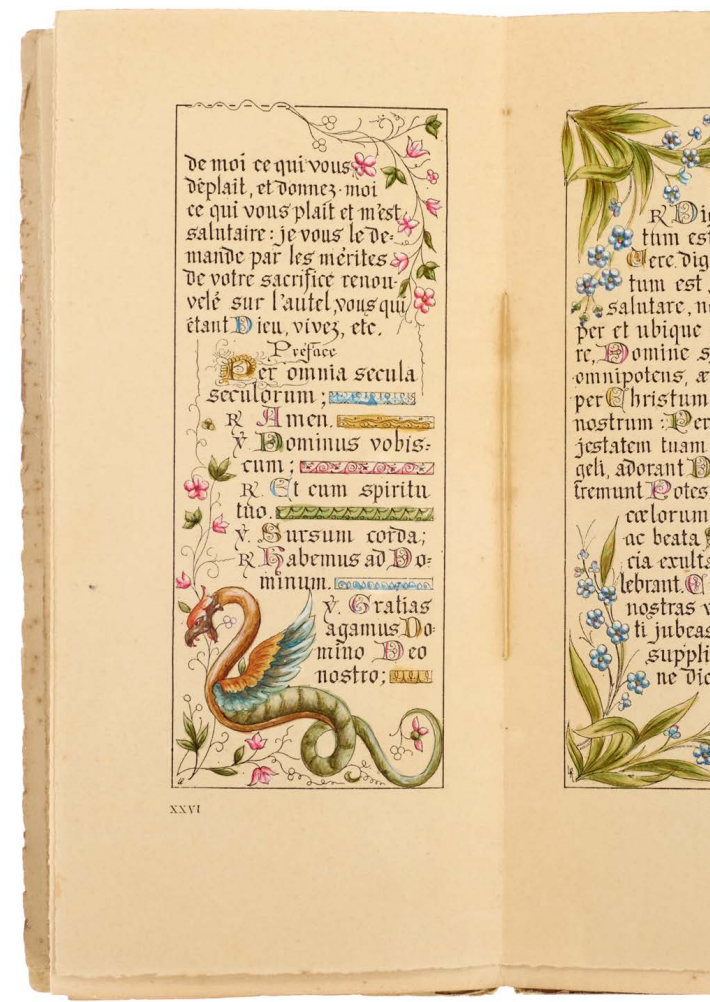 de moi ce qui vous
déplait, et donnez-moi
ce qui vous plait et m'est
salutaire : je vous le de=
mande par les mérites
de votre sacrifice renou=
velé sur l'autel, vous qui
étant Dieu, vivez, etc.
Préface
Per omnia secula
seculorum ;
℟ Amen.
℣ Dominus vobis=
cum ;
℟. Et cum spiritu
tuo.
℣. Sursum corda;
℟ Habemus ad Do=
minum.
℣. Gratias
agamus Do=
mino Deo
nostro;
XXVI
℟ Di
tum est
Vere dig
tum est,
salutare, n
per et ubique
re, Domine s
omnipotens, æ
per Christum
nostrum : Per
jestatem tuam
geli, adorant D
tremunt Potes
cœlorum
ac beata S
cia exulta
lebrant. C
nostras v
ti jubeas
suppli
ne dic